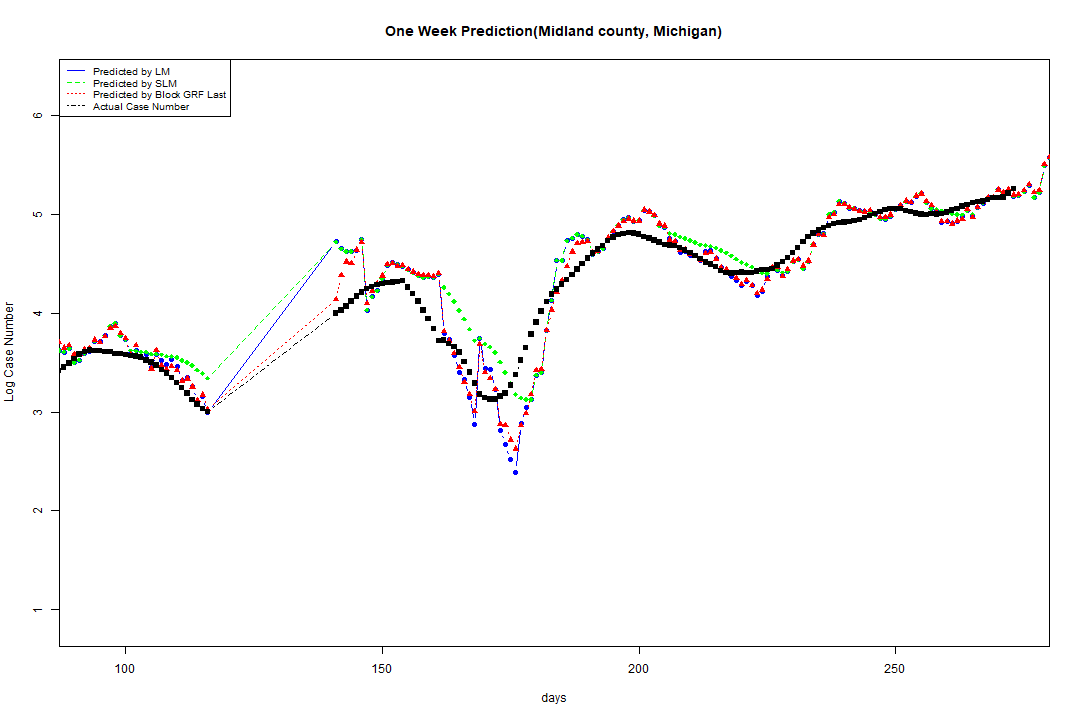 One Week Prediction(Midland county, Michigan)
Predicted by LM
Predicted by SLM
Predicted by Block GRF Last
Actual Case Number
6
5
4
3
2
1
Log Case Number
100 150 200 250
days